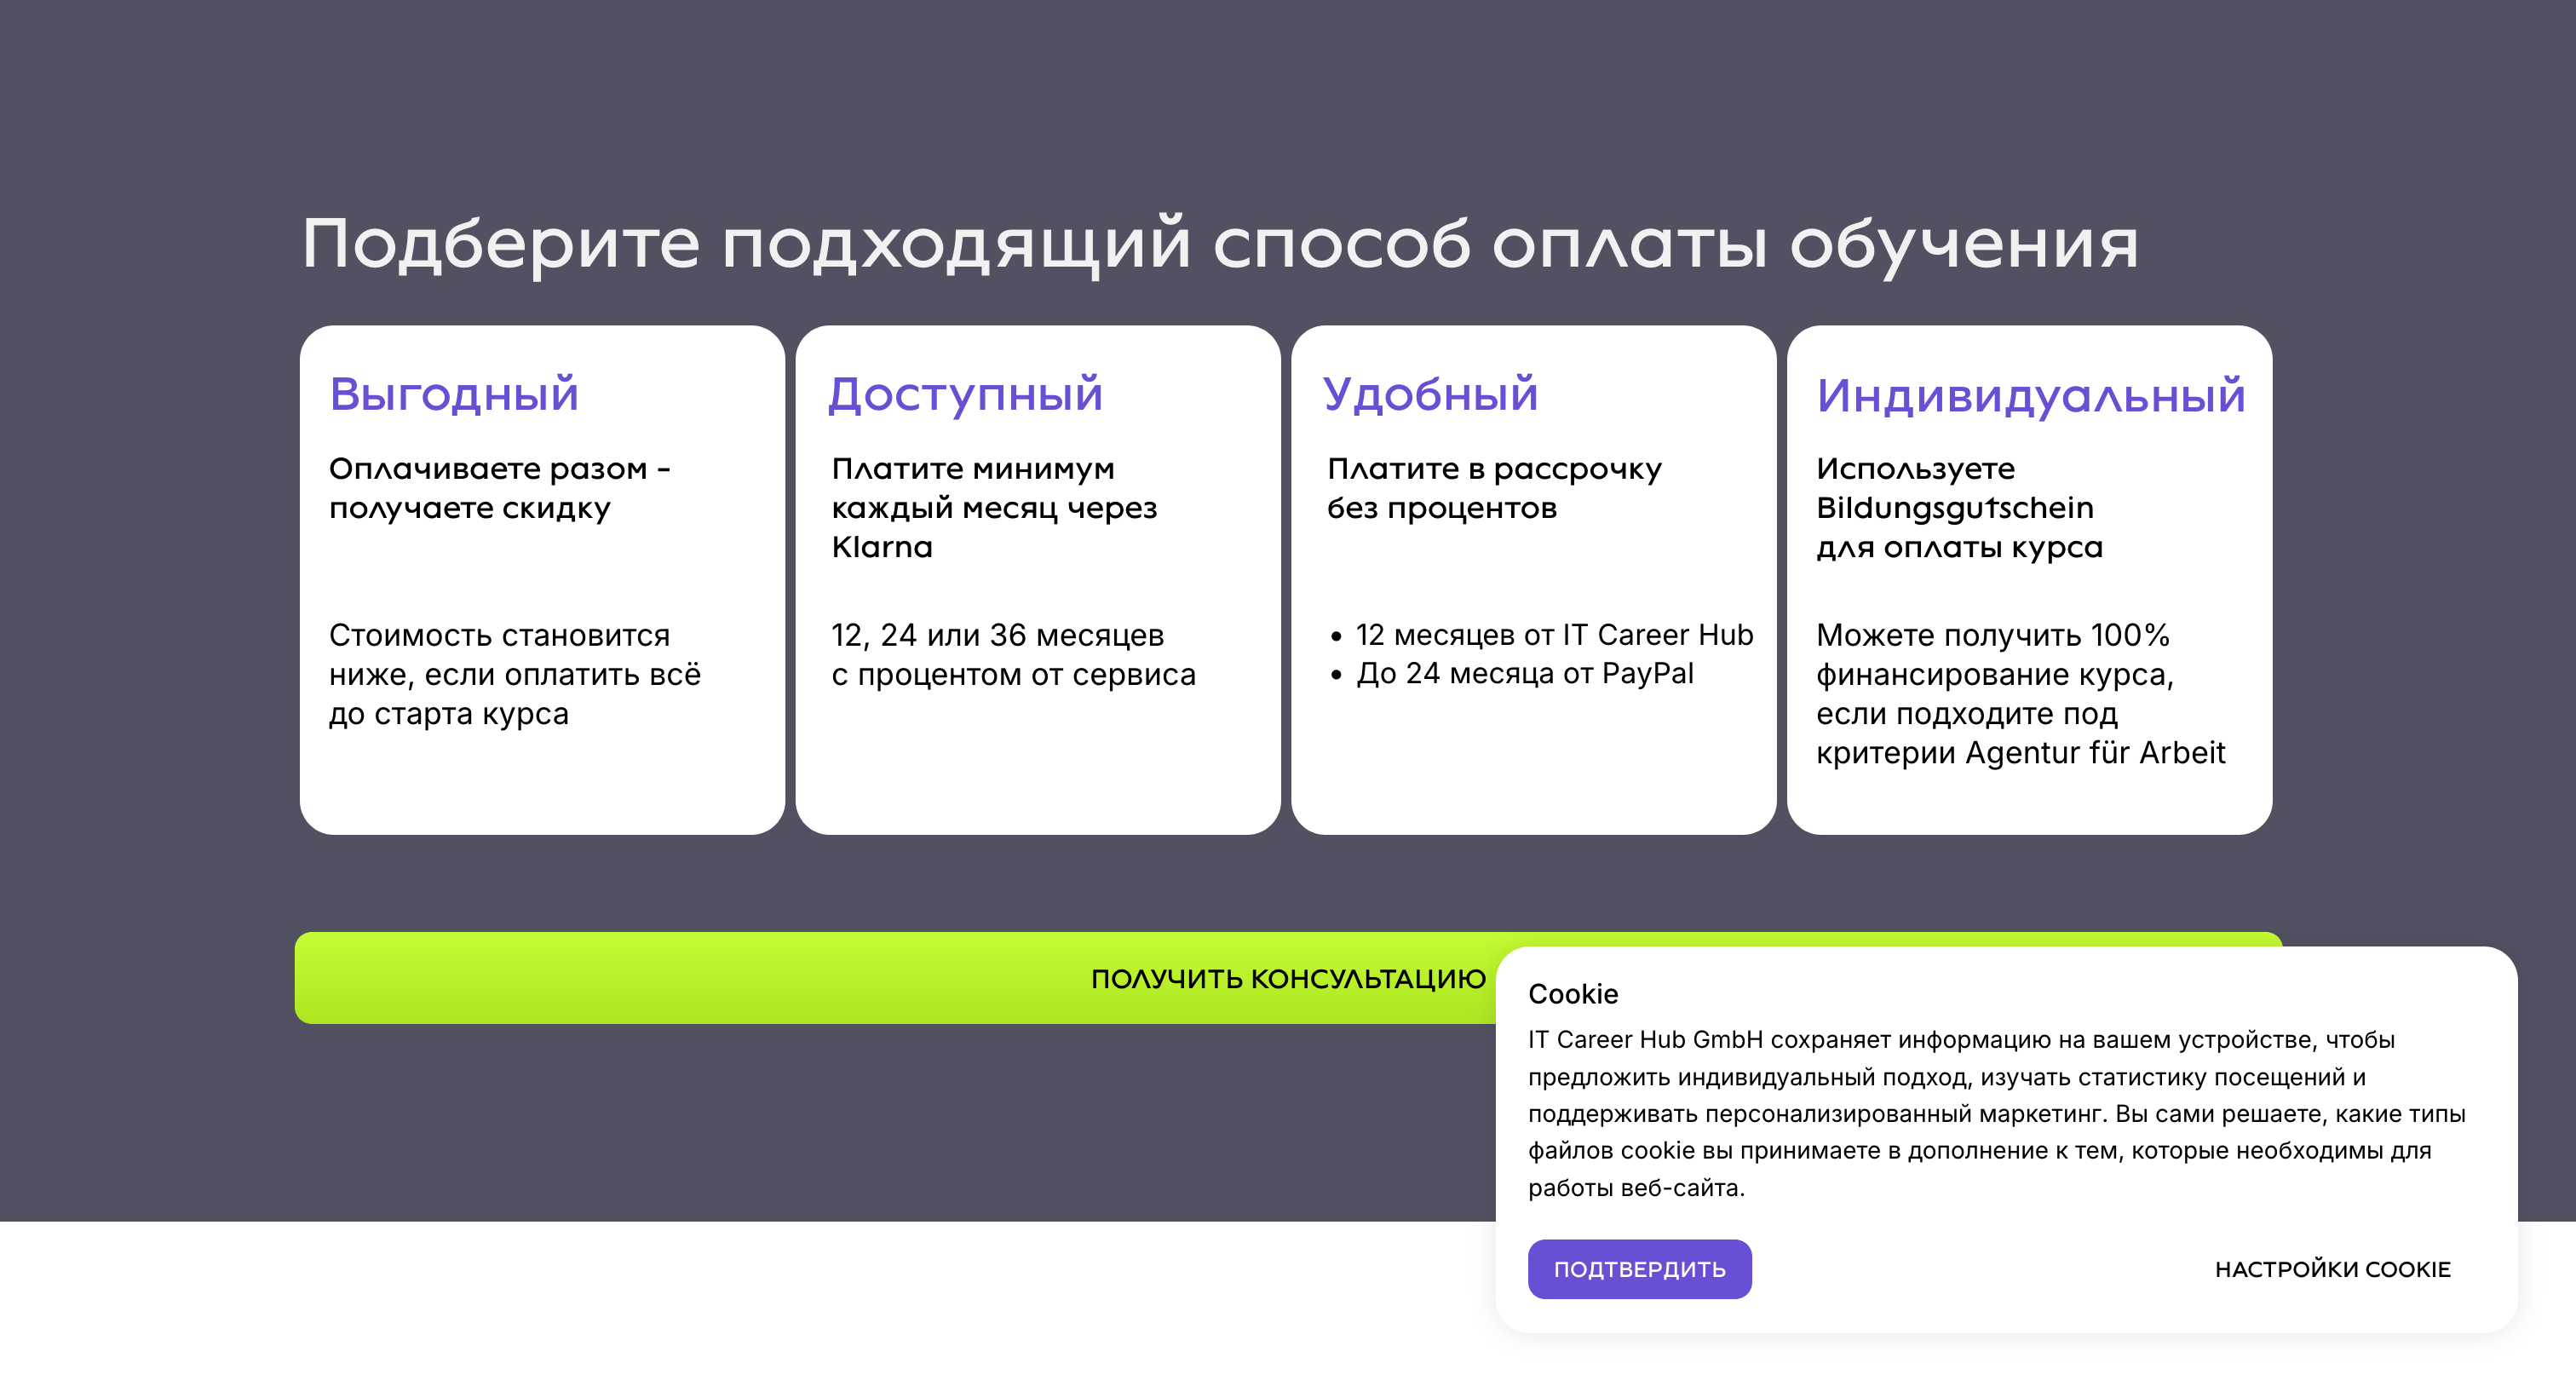 Подберите подходящий способ оплаты обучения
Выгодный
Оплачиваете разом -
получаете скидку
Стоимость становится
ниже, если оплатить всё
до старта курса
Доступный
Платите минимум
каждый месяц через
Klarna
12, 24 или 36 месяцев
с процентом от сервиса
Удобный
Платите в рассрочку
без процентов
• 12 месяцев от IT Career Hub
• До 24 месяца от PayPal
Индивидуальный
Используете
Bildungsgutschein
для оплаты курса
Можете получить 100%
финансирование курса,
если подходите под
критерии Agentur für Arbeit
ПОЛУЧИТЬ КОНСУЛЬТАЦИЮ
Cookie
IT Career Hub GmbH сохраняет информацию на вашем устройстве, чтобы
предложить индивидуальный подход, изучать статистику посещений и
поддерживать персонализированный маркетинг. Вы сами решаете, какие типы
файлов cookie вы принимаете в дополнение к тем, которые необходимы для
работы веб-сайта.
ПОДТВЕРДИТЬ
НАСТРОЙКИ COOKIE